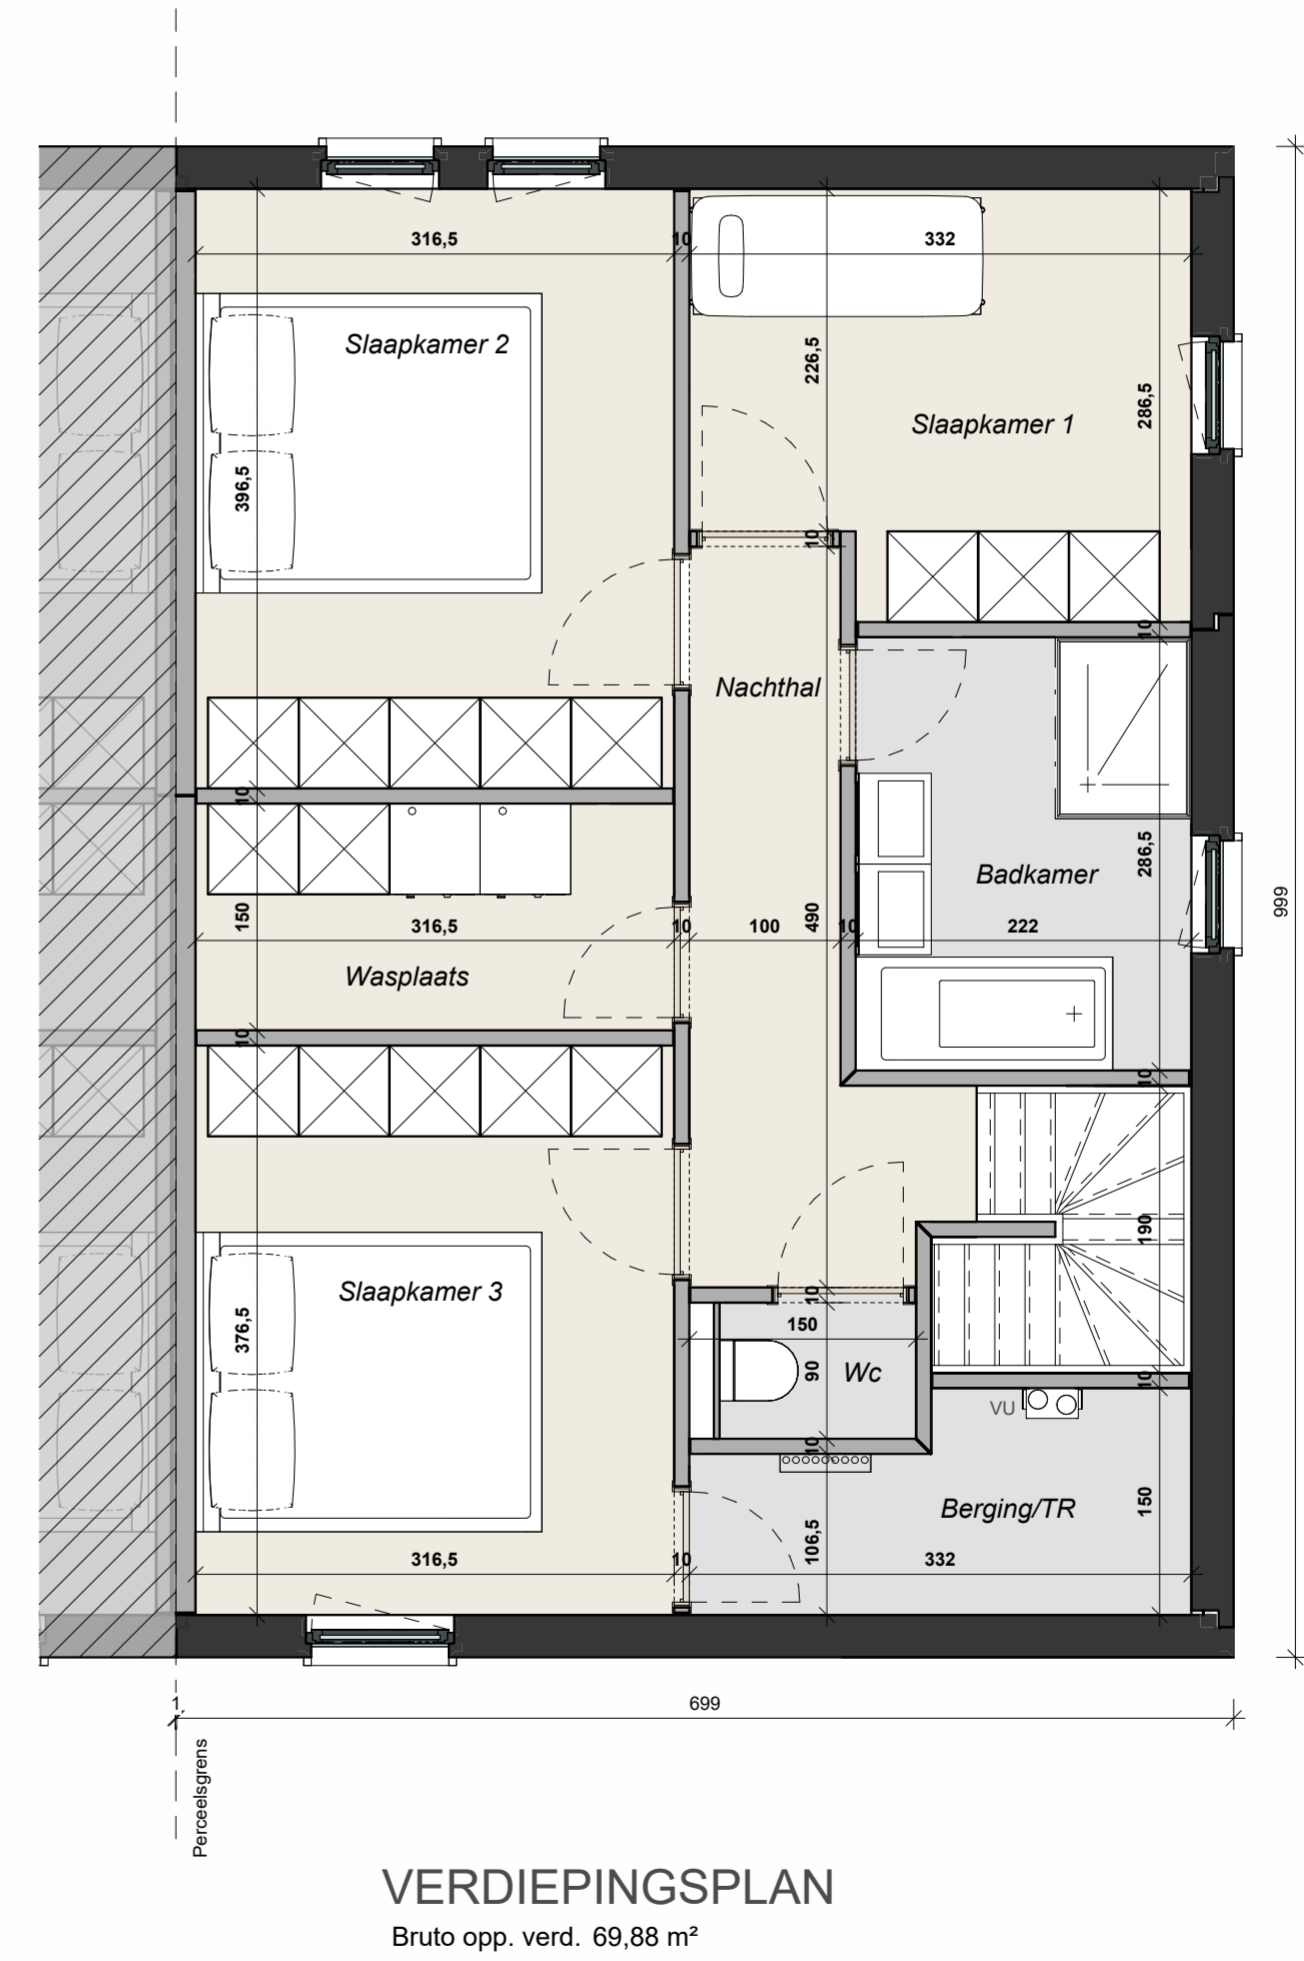 316,5
10
332
Slaapkamer 2
226,5
286,5
Slaapkamer 1
396,5
10
10
Nachthal
10
286,5
Badkamer
150
316,5
10
100
490
10
222
999
Wasplaats
10
10
190
Slaapkamer 3
10
376,5
150
90
Wc
10
VU
10
Berging/TR
150
106,5
316,5
10
332
1
699
Perceelsgrens
VERDIEPINGSPLAN
Bruto opp. verd. 69,88 m²